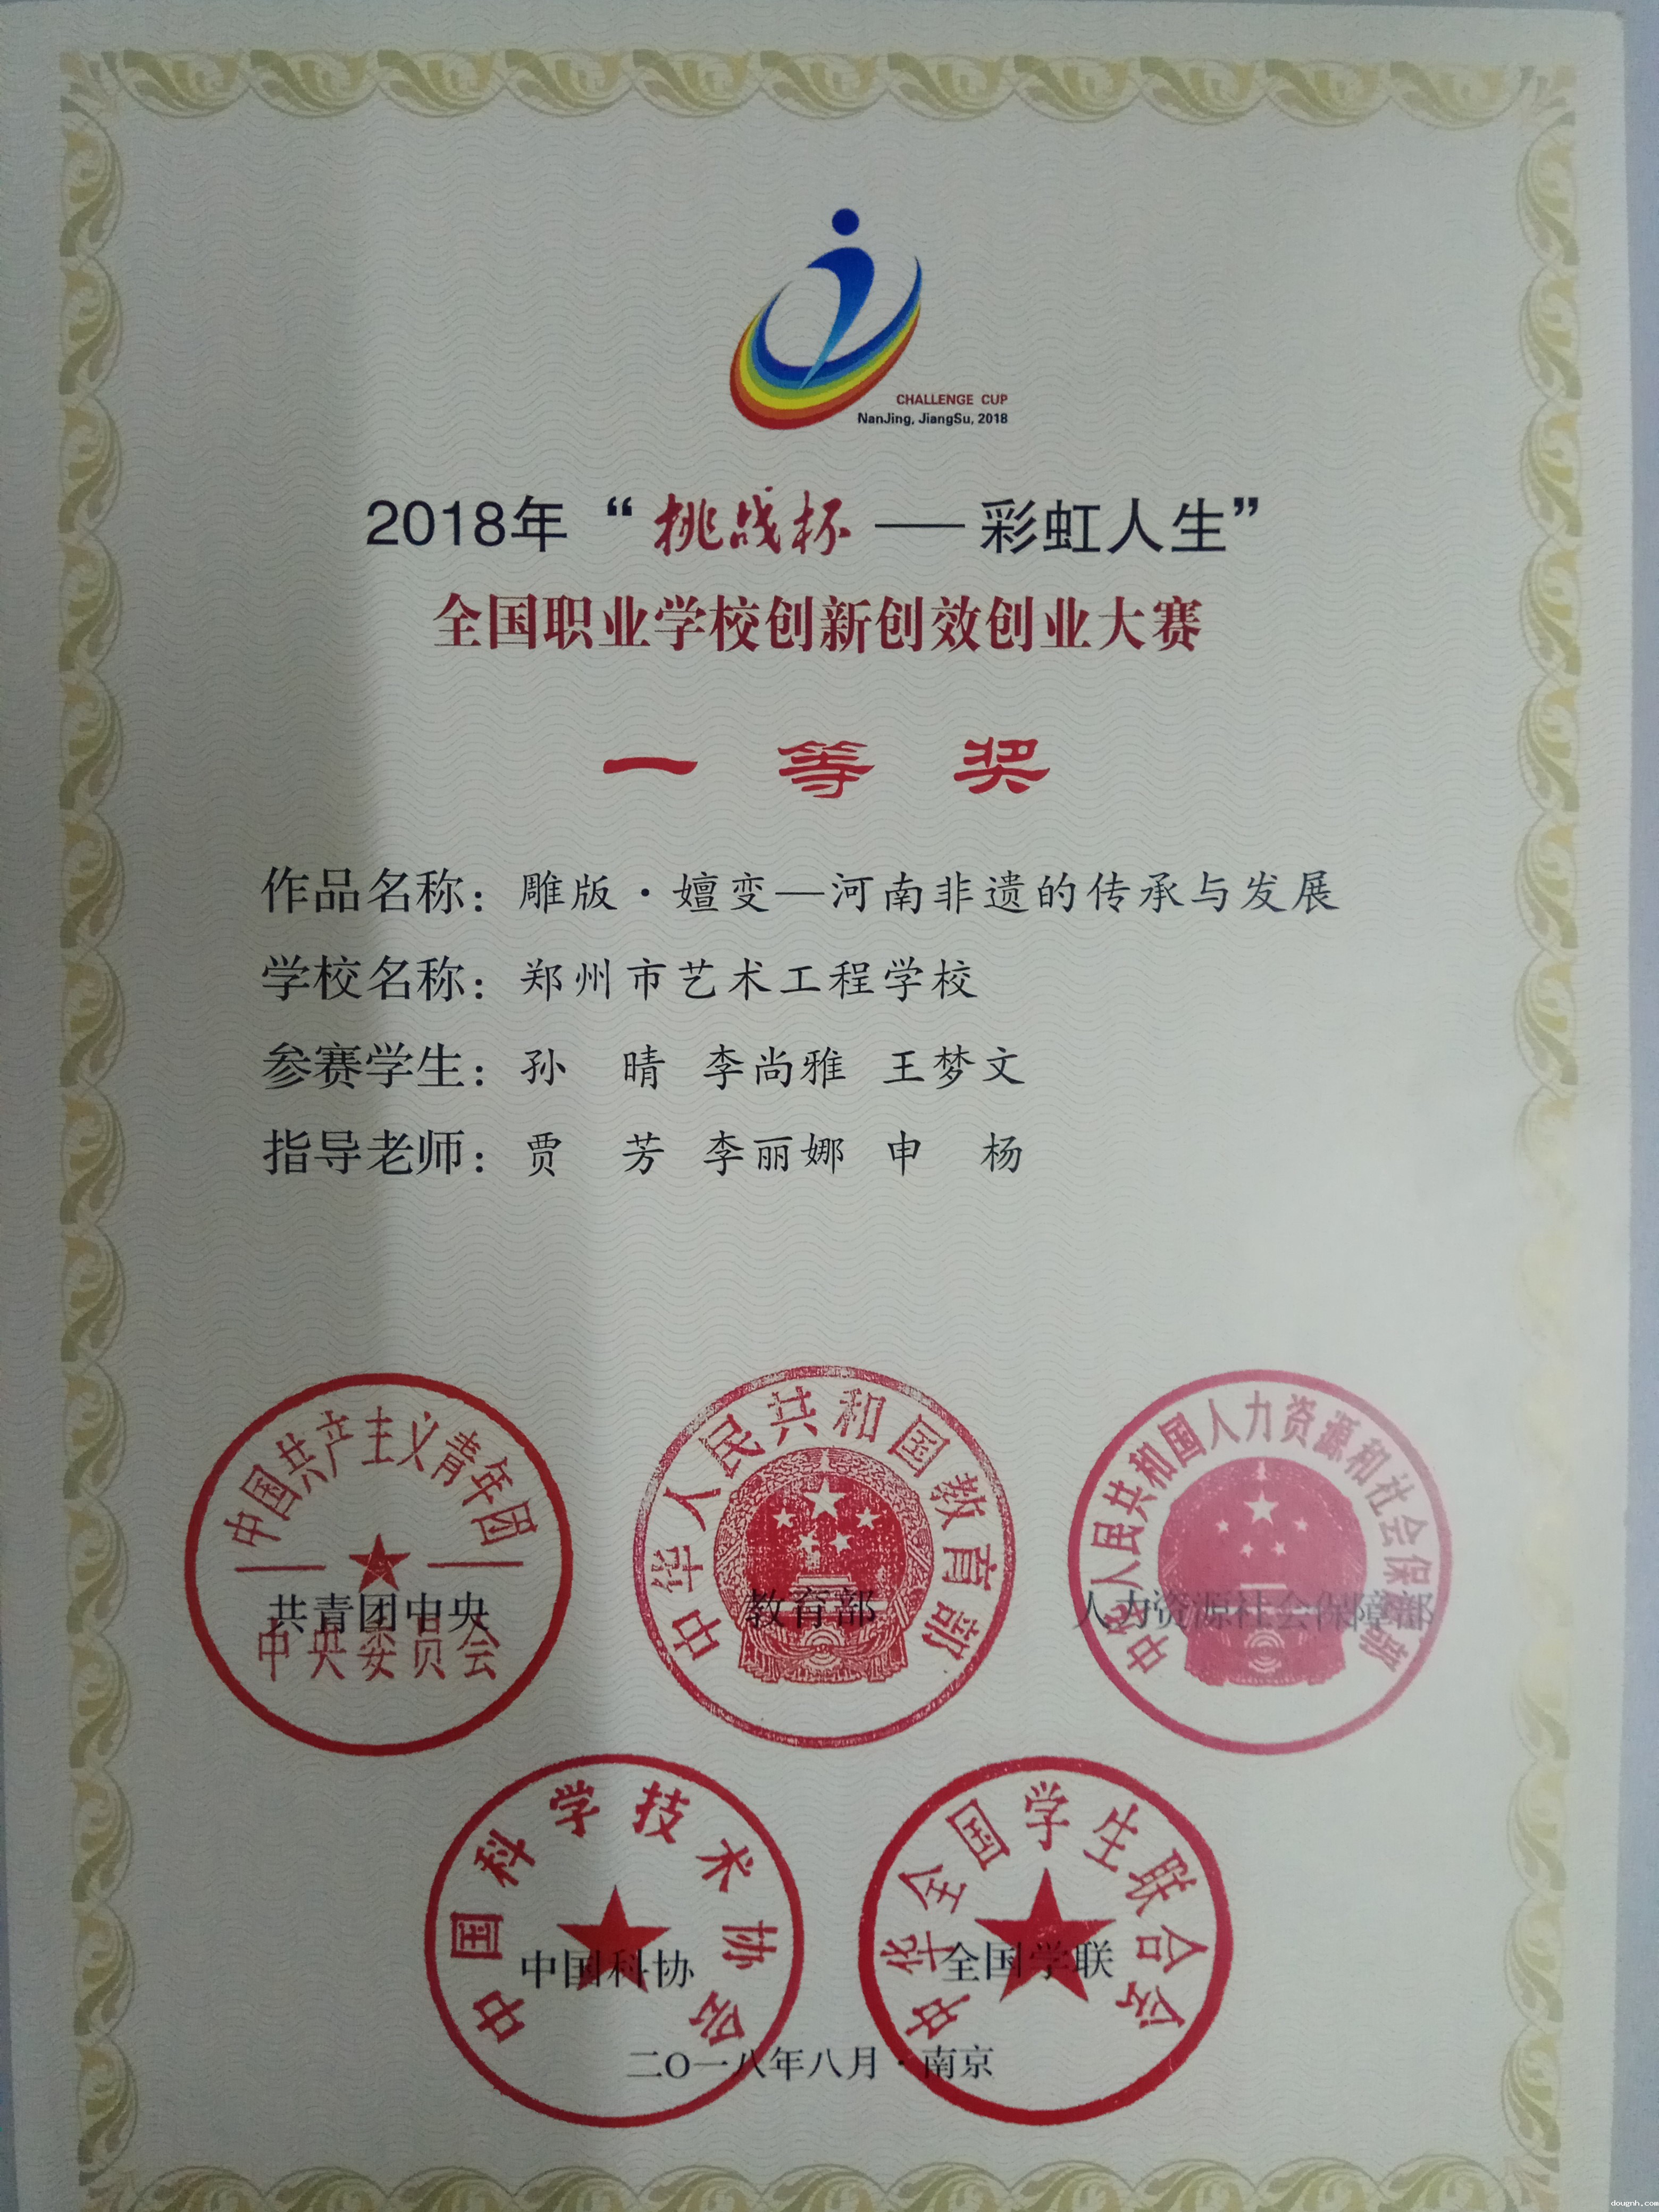 CHALLENGE CUP
NanJing, JiangSu, 2018
2018年“挑战杯——彩虹人生”
全国职业学校创新创效创业大赛
一 等 奖
作品名称：雕版·嬗变—河南非遗的传承与发展
学校名称：郑州市艺术工程学校
参赛学生：孙 晴 李尚雅 王梦文
指导老师：贾 芳 李丽娜 申 杨
中国共产主义青年团
共青团中央
中央委员会
中华人民共和国教育部
教育部
中华人民共和国人力资源和社会保障部
人力资源社会保障部
中国科学技术协会
中国科协
中华全国学生联合会
全国学联
二〇一八年八月·南京
dougnh.com